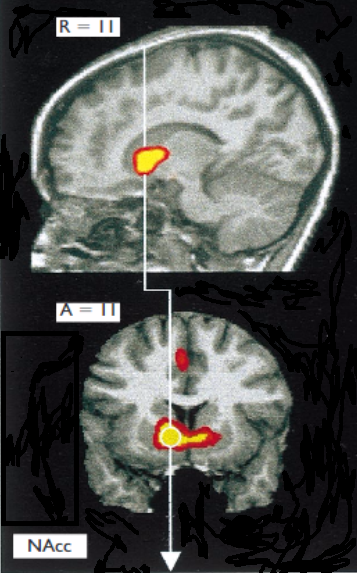 R = 11
A = 11
NAcc